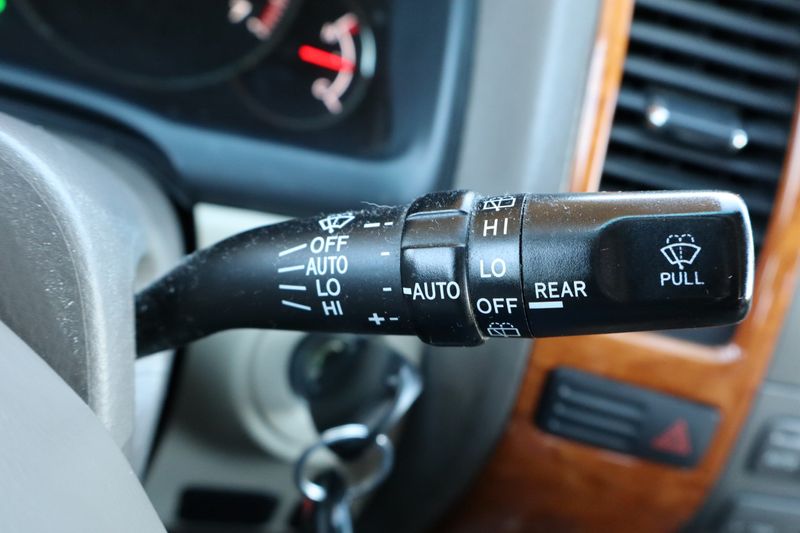 OFF
AUTO
LO
HI
- +
AUTO
HI
LO
OFF
REAR
PULL